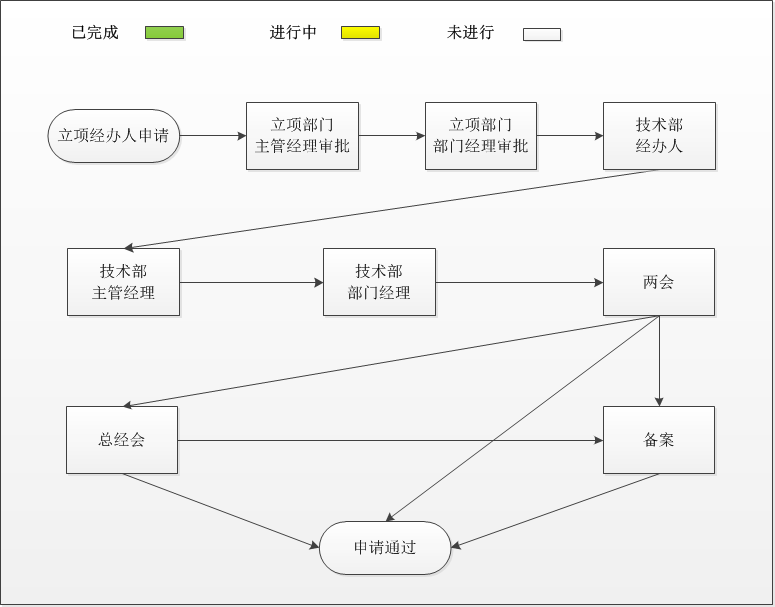 已完成
进行中
未进行
立项经办人申请
立项部门
主管经理审批
立项部门
部门经理审批
技术部
经办人
技术部
主管经理
技术部
部门经理
两会
总经会
备案
申请通过